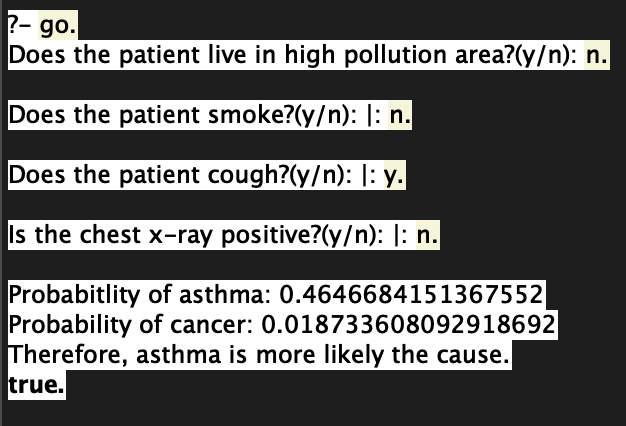 ?- go.
Does the patient live in high pollution area?(y/n): n.
Does the patient smoke?(y/n): |: n.
Does the patient cough?(y/n): |: y.
Is the chest x-ray positive?(y/n): |: n.
Probabitlity of asthma: 0.4646684151367552
Probability of cancer: 0.018733608092918692
Therefore, asthma is more likely the cause.
true.